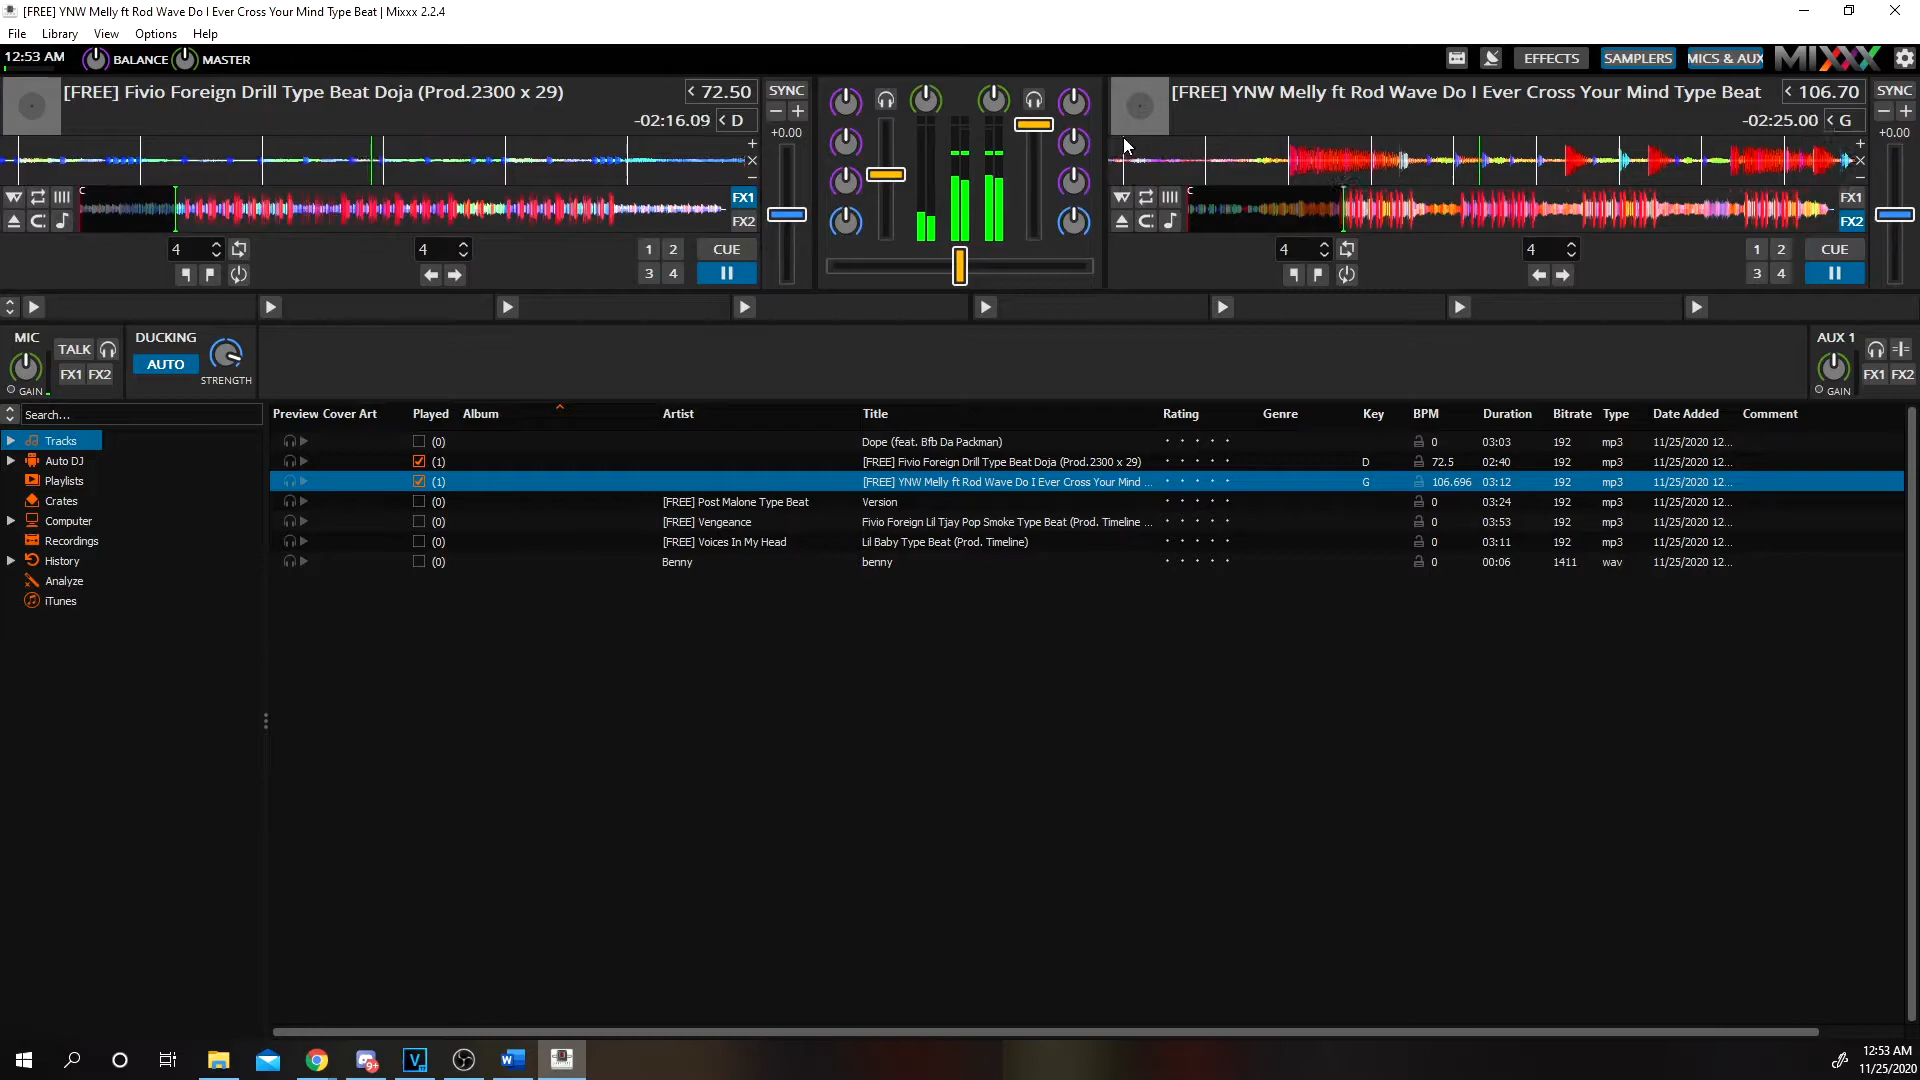 [FREE] YNW Melly ft Rod Wave Do I Ever Cross Your Mind Type Beat | Mixxx 2.2.4
File Library View Options Help
12:53 AM BALANCE MASTER EFFECTS SAMPLERS MICS & AUX MIXXX
[FREE] Fivio Foreign Drill Type Beat Doja (Prod.2300 x 29) < 72.50 SYNC
-02:16.09 < D
+0.00
[FREE] YNW Melly ft Rod Wave Do I Ever Cross Your Mind Type Beat < 106.70 SYNC
-02:25.00 < G
+0.00
C FX1
FX2
C FX1
FX2
4 4 1 2 CUE
3 4
4 4 1 2 CUE
3 4
MIC TALK FX1 FX2 GAIN
DUCKING AUTO STRENGTH
AUX 1 FX1 FX2 GAIN
Search...
Tracks
Auto DJ
Playlists
Crates
Computer
Recordings
History
Analyze
iTunes
Preview Cover Art Played Album Artist Title Rating Genre Key BPM Duration Bitrate Type Date Added Comment
(0) Dope (feat. Bfb Da Packman) 0 03:03 192 mp3 11/25/2020 12...
(1) [FREE] Fivio Foreign Drill Type Beat Doja (Prod.2300 x 29) D 72.5 02:40 192 mp3 11/25/2020 12...
(1) [FREE] YNW Melly ft Rod Wave Do I Ever Cross Your Mind ... G 106.696 03:12 192 mp3 11/25/2020 12...
(0) [FREE] Post Malone Type Beat Version 0 03:24 192 mp3 11/25/2020 12...
(0) [FREE] Vengeance Fivio Foreign Lil Tjay Pop Smoke Type Beat (Prod. Timeline ... 0 03:53 192 mp3 11/25/2020 12...
(0) [FREE] Voices In My Head Lil Baby Type Beat (Prod. Timeline) 0 03:11 192 mp3 11/25/2020 12...
(0) Benny benny 0 00:06 1411 wav 11/25/2020 12...
9+
12:53 AM
11/25/2020